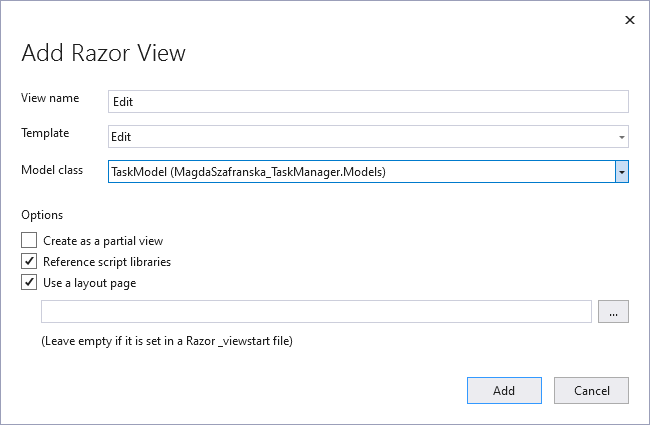 Add Razor View
View name Edit
Template Edit
Model class TaskModel (MagdaSzafranska_TaskManager.Models)
Options
Create as a partial view
Reference script libraries
Use a layout page
...
(Leave empty if it is set in a Razor _viewstart file)
Add Cancel